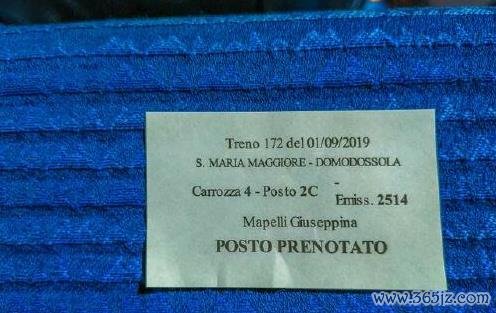 Treno 172 del 01/09/2019
S. MARIA MAGGIORE - DOMODOSSOLA
Carrozza 4 - Posto 2C - Emiss. 2514
Mapelli Giuseppina
POSTO PRENOTATO
www.365jz.com